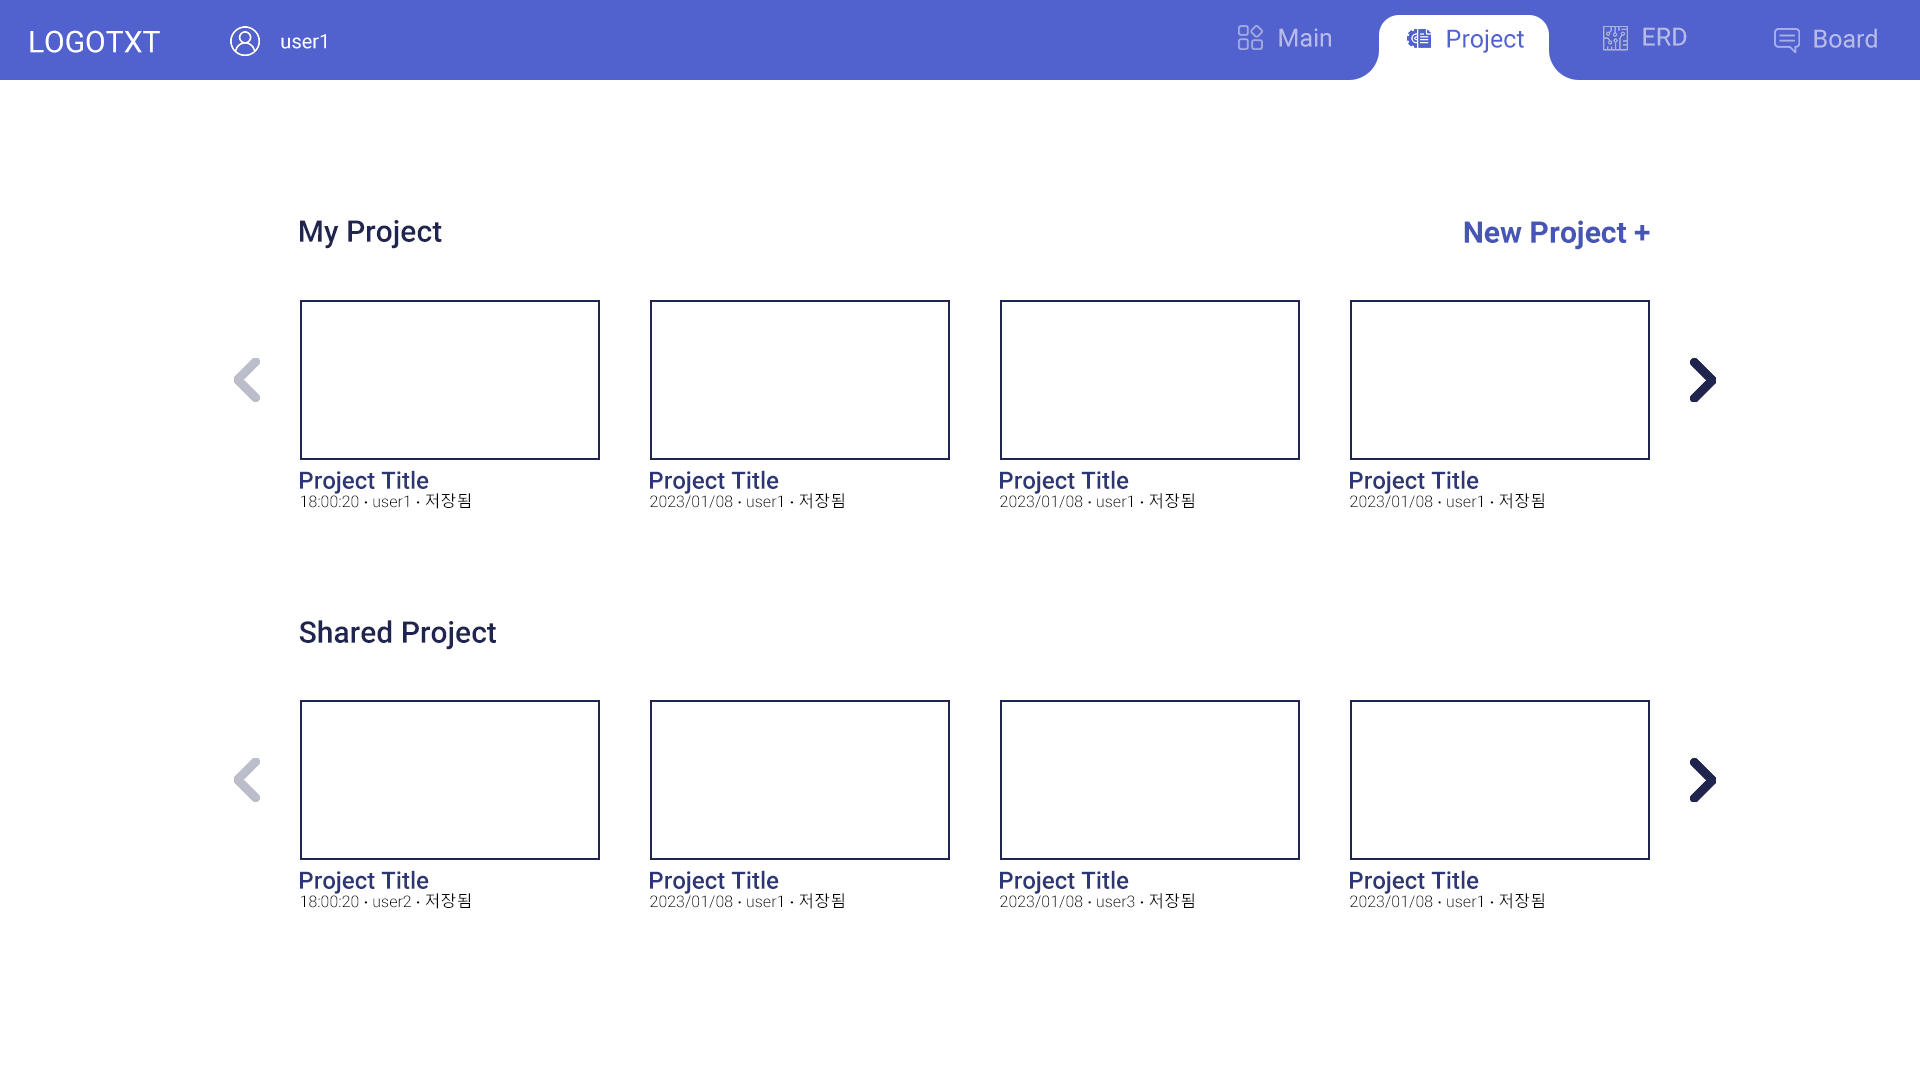 LOGOTXT user1 Main Project ERD Board
My Project New Project +
Project Title Project Title Project Title Project Title
18:00:20 • user1 • 저장됨 2023/01/08 • user1 • 저장됨 2023/01/08 • user1 • 저장됨 2023/01/08 • user1 • 저장됨
Shared Project
Project Title Project Title Project Title Project Title
18:00:20 • user2 • 저장됨 2023/01/08 • user1 • 저장됨 2023/01/08 • user3 • 저장됨 2023/01/08 • user1 • 저장됨